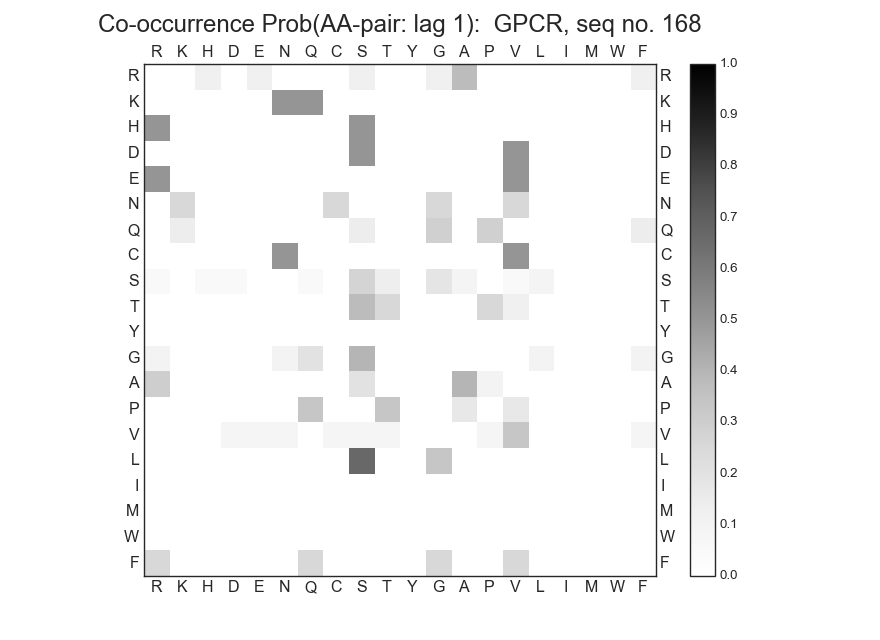 Co-occurrence Prob(AA-pair: lag 1):  GPCR, seq no. 168
R K H D E N Q C S T Y G A P V L I M W F
1.0
R R
0.9
K K
H H
0.8
D D
E E
0.7
N N
0.6
Q Q
C C
0.5
S S
T T
Y Y
0.4
G G
A A
0.3
P P
V V
0.2
L L
I I
0.1
M M
W W
F F
0.0
R K H D E N Q C S T Y G A P V L I M W F